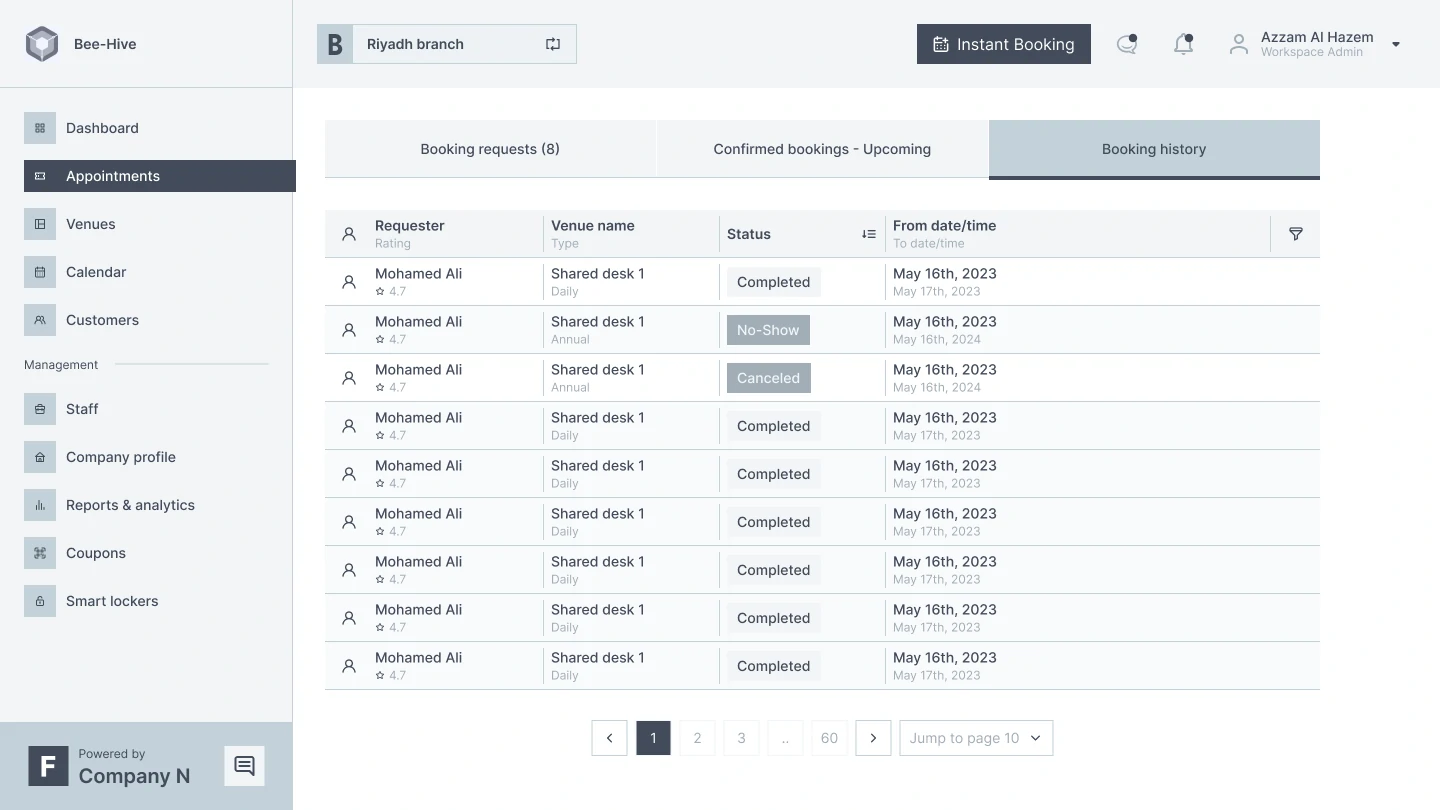 Bee-Hive
B
Riyadh branch
Instant Booking
Azzam Al Hazem
Workspace Admin
Dashboard
Appointments
Venues
Calendar
Customers
Management
Staff
Company profile
Reports & analytics
Coupons
Smart lockers
F
Powered by
Company N
Booking requests (8)
Confirmed bookings - Upcoming
Booking history
Requester
Rating
Venue name
Type
Status
From date/time
To date/time
Mohamed Ali
4.7
Shared desk 1
Daily
Completed
May 16th, 2023
May 17th, 2023
Mohamed Ali
4.7
Shared desk 1
Annual
No-Show
May 16th, 2023
May 16th, 2024
Mohamed Ali
4.7
Shared desk 1
Annual
Canceled
May 16th, 2023
May 16th, 2024
Mohamed Ali
4.7
Shared desk 1
Daily
Completed
May 16th, 2023
May 17th, 2023
Mohamed Ali
4.7
Shared desk 1
Daily
Completed
May 16th, 2023
May 17th, 2023
Mohamed Ali
4.7
Shared desk 1
Daily
Completed
May 16th, 2023
May 17th, 2023
Mohamed Ali
4.7
Shared desk 1
Daily
Completed
May 16th, 2023
May 17th, 2023
Mohamed Ali
4.7
Shared desk 1
Daily
Completed
May 16th, 2023
May 17th, 2023
Mohamed Ali
4.7
Shared desk 1
Daily
Completed
May 16th, 2023
May 17th, 2023
1
2
3
..
60
Jump to page 10